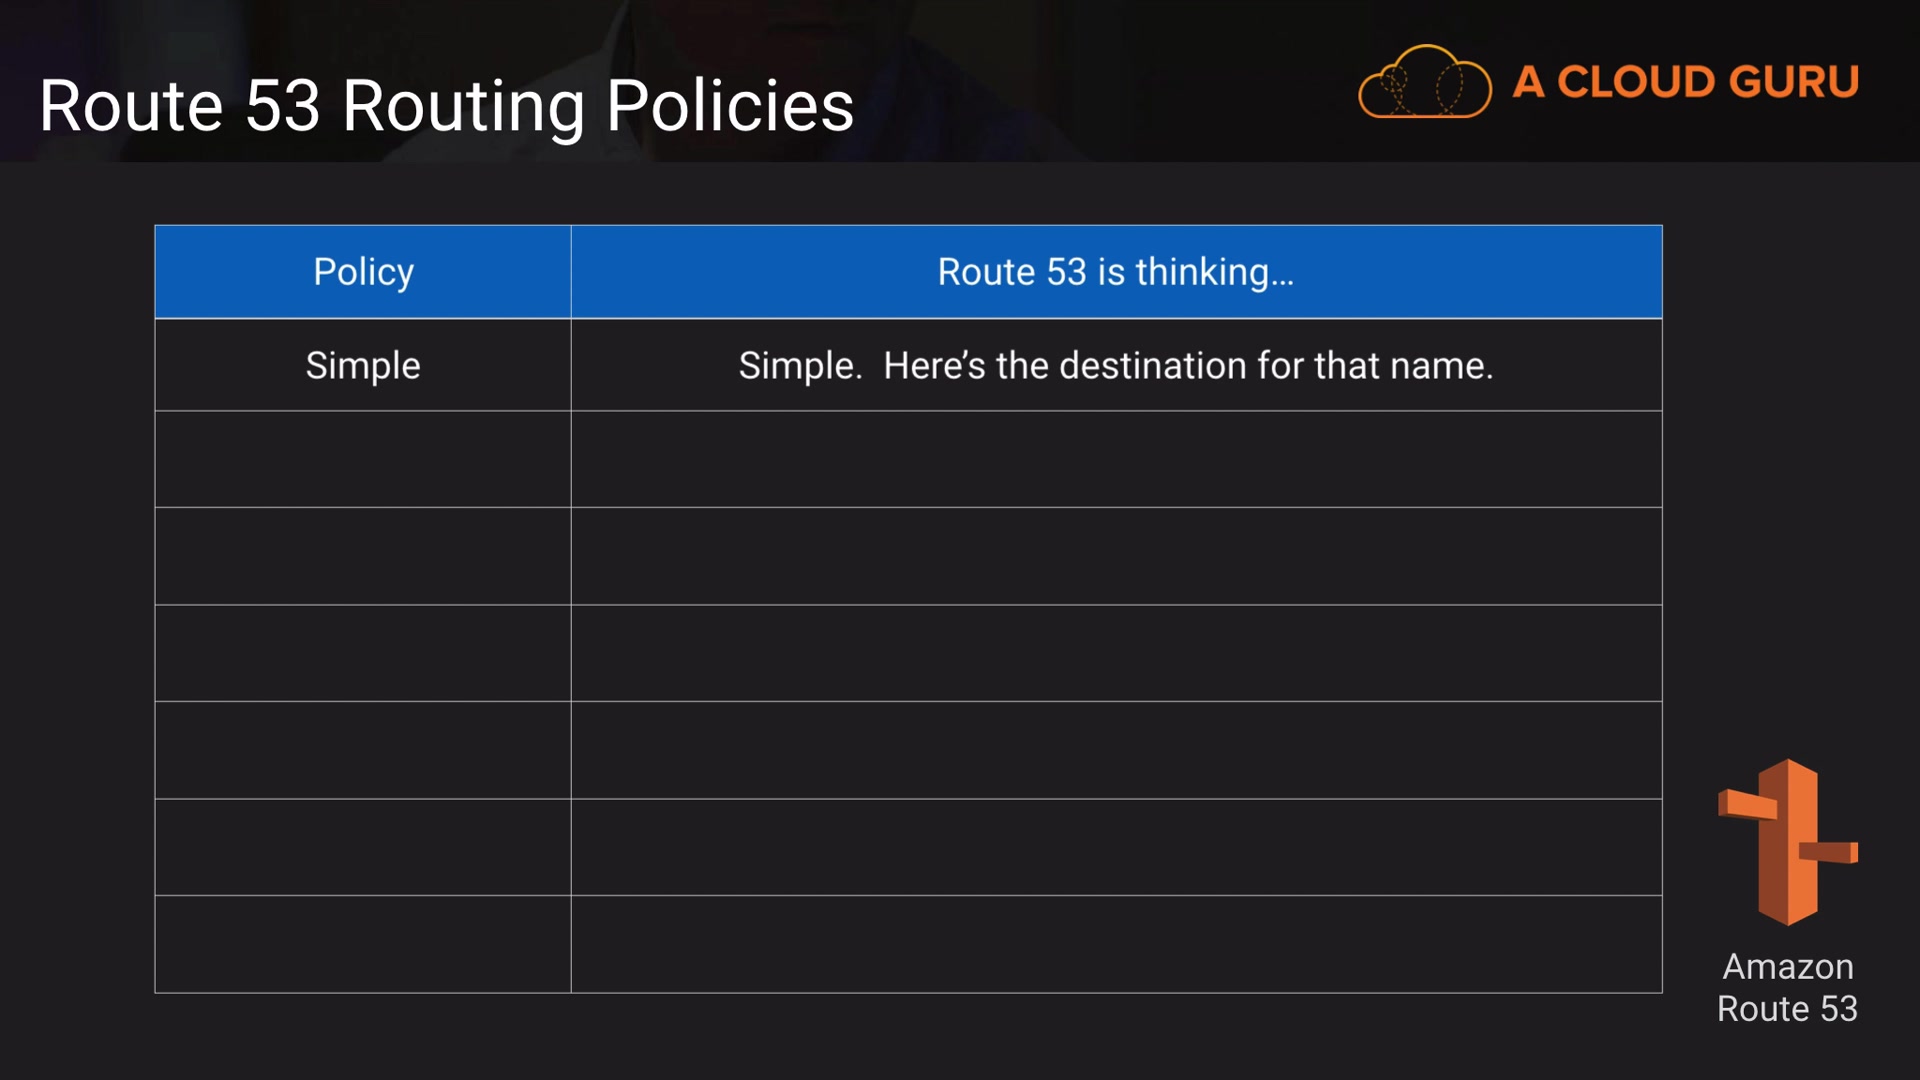 Route 53 Routing Policies
A CLOUD GURU
Policy
Route 53 is thinking…
Simple
Simple.  Here’s the destination for that name.
Amazon
Route 53